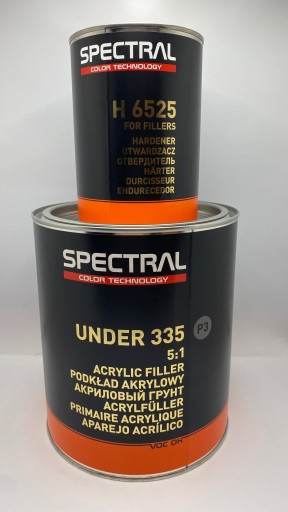 SPECTRAL
COLOR TECHNOLOGY
H 6525
FOR FILLERS
HARDENER
UTWARDZACZ
ОТВЕРДИТЕЛЬ
HÄRTER
DURCISSEUR
ENDURECEDOR
SPECTRAL
COLOR TECHNOLOGY
UNDER 335
P3
5:1
ACRYLIC FILLER
PODKŁAD AKRYLOWY
АКРИЛОВЫЙ ГРУНТ
ACRYLFÜLLER
PRIMAIRE ACRYLIQUE
APAREJO ACRÍLICO
VOC OK